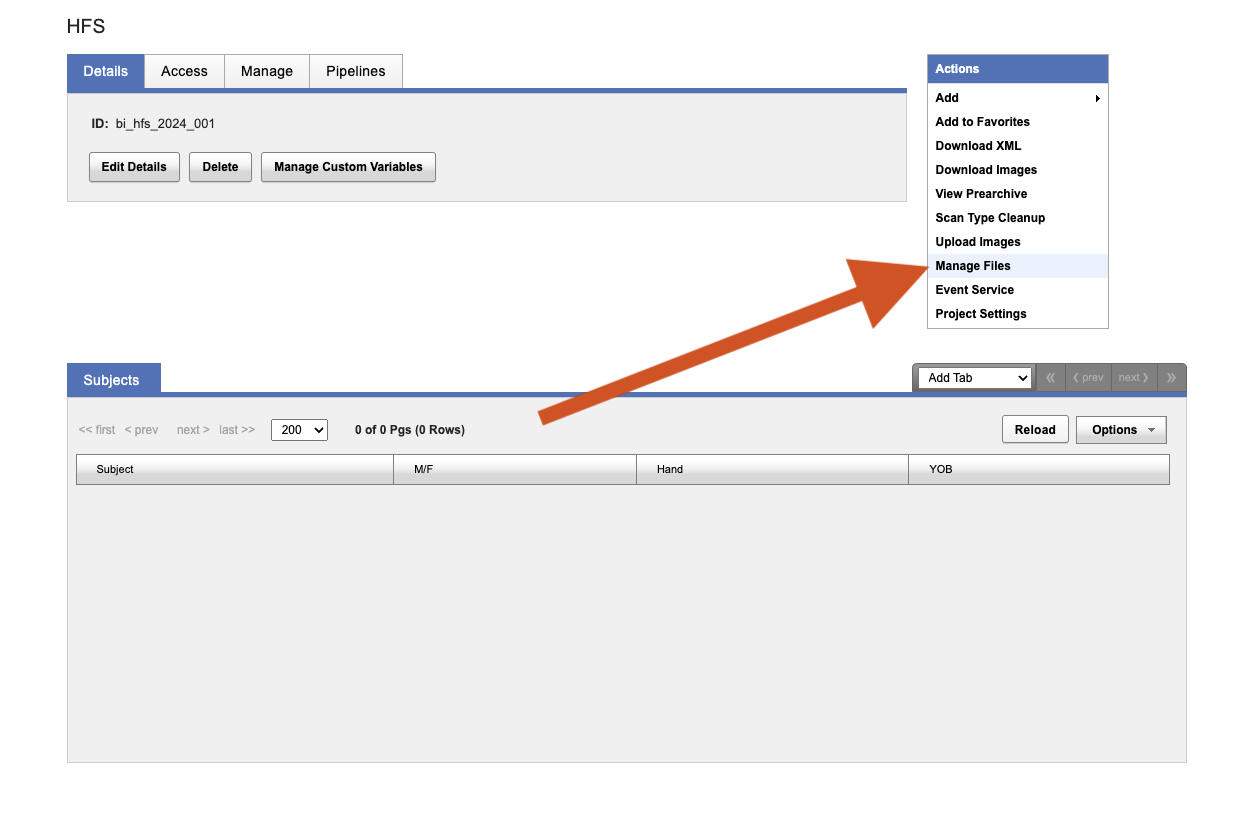 HFS
Details Access Manage Pipelines
ID: bi_hfs_2024_001
Edit Details Delete Manage Custom Variables
Actions
Add
Add to Favorites
Download XML
Download Images
View Prearchive
Scan Type Cleanup
Upload Images
Manage Files
Event Service
Project Settings
Subjects
Add Tab « ‹ prev next › »
<< first < prev next > last >> 200 0 of 0 Pgs (0 Rows) Reload Options
Subject M/F Hand YOB